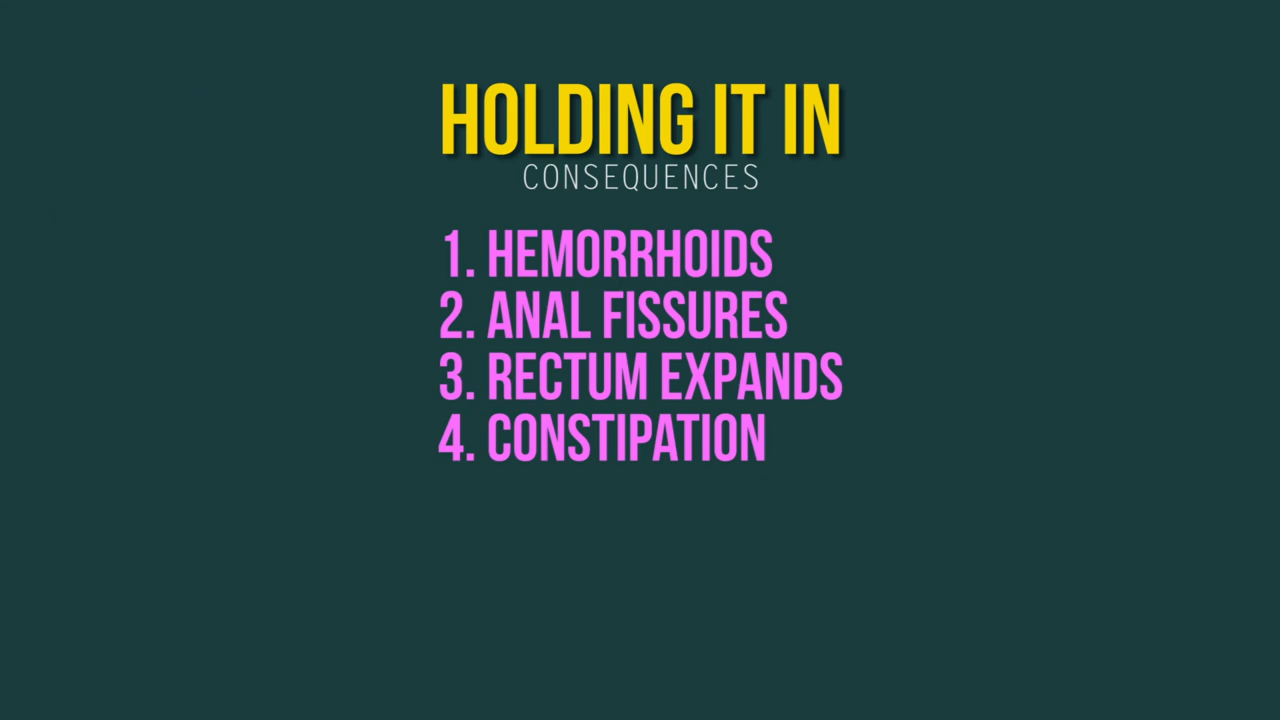 HOLDING IT IN
CONSEQUENCES
1. HEMORRHOIDS
2. ANAL FISSURES
3. RECTUM EXPANDS
4. CONSTIPATION